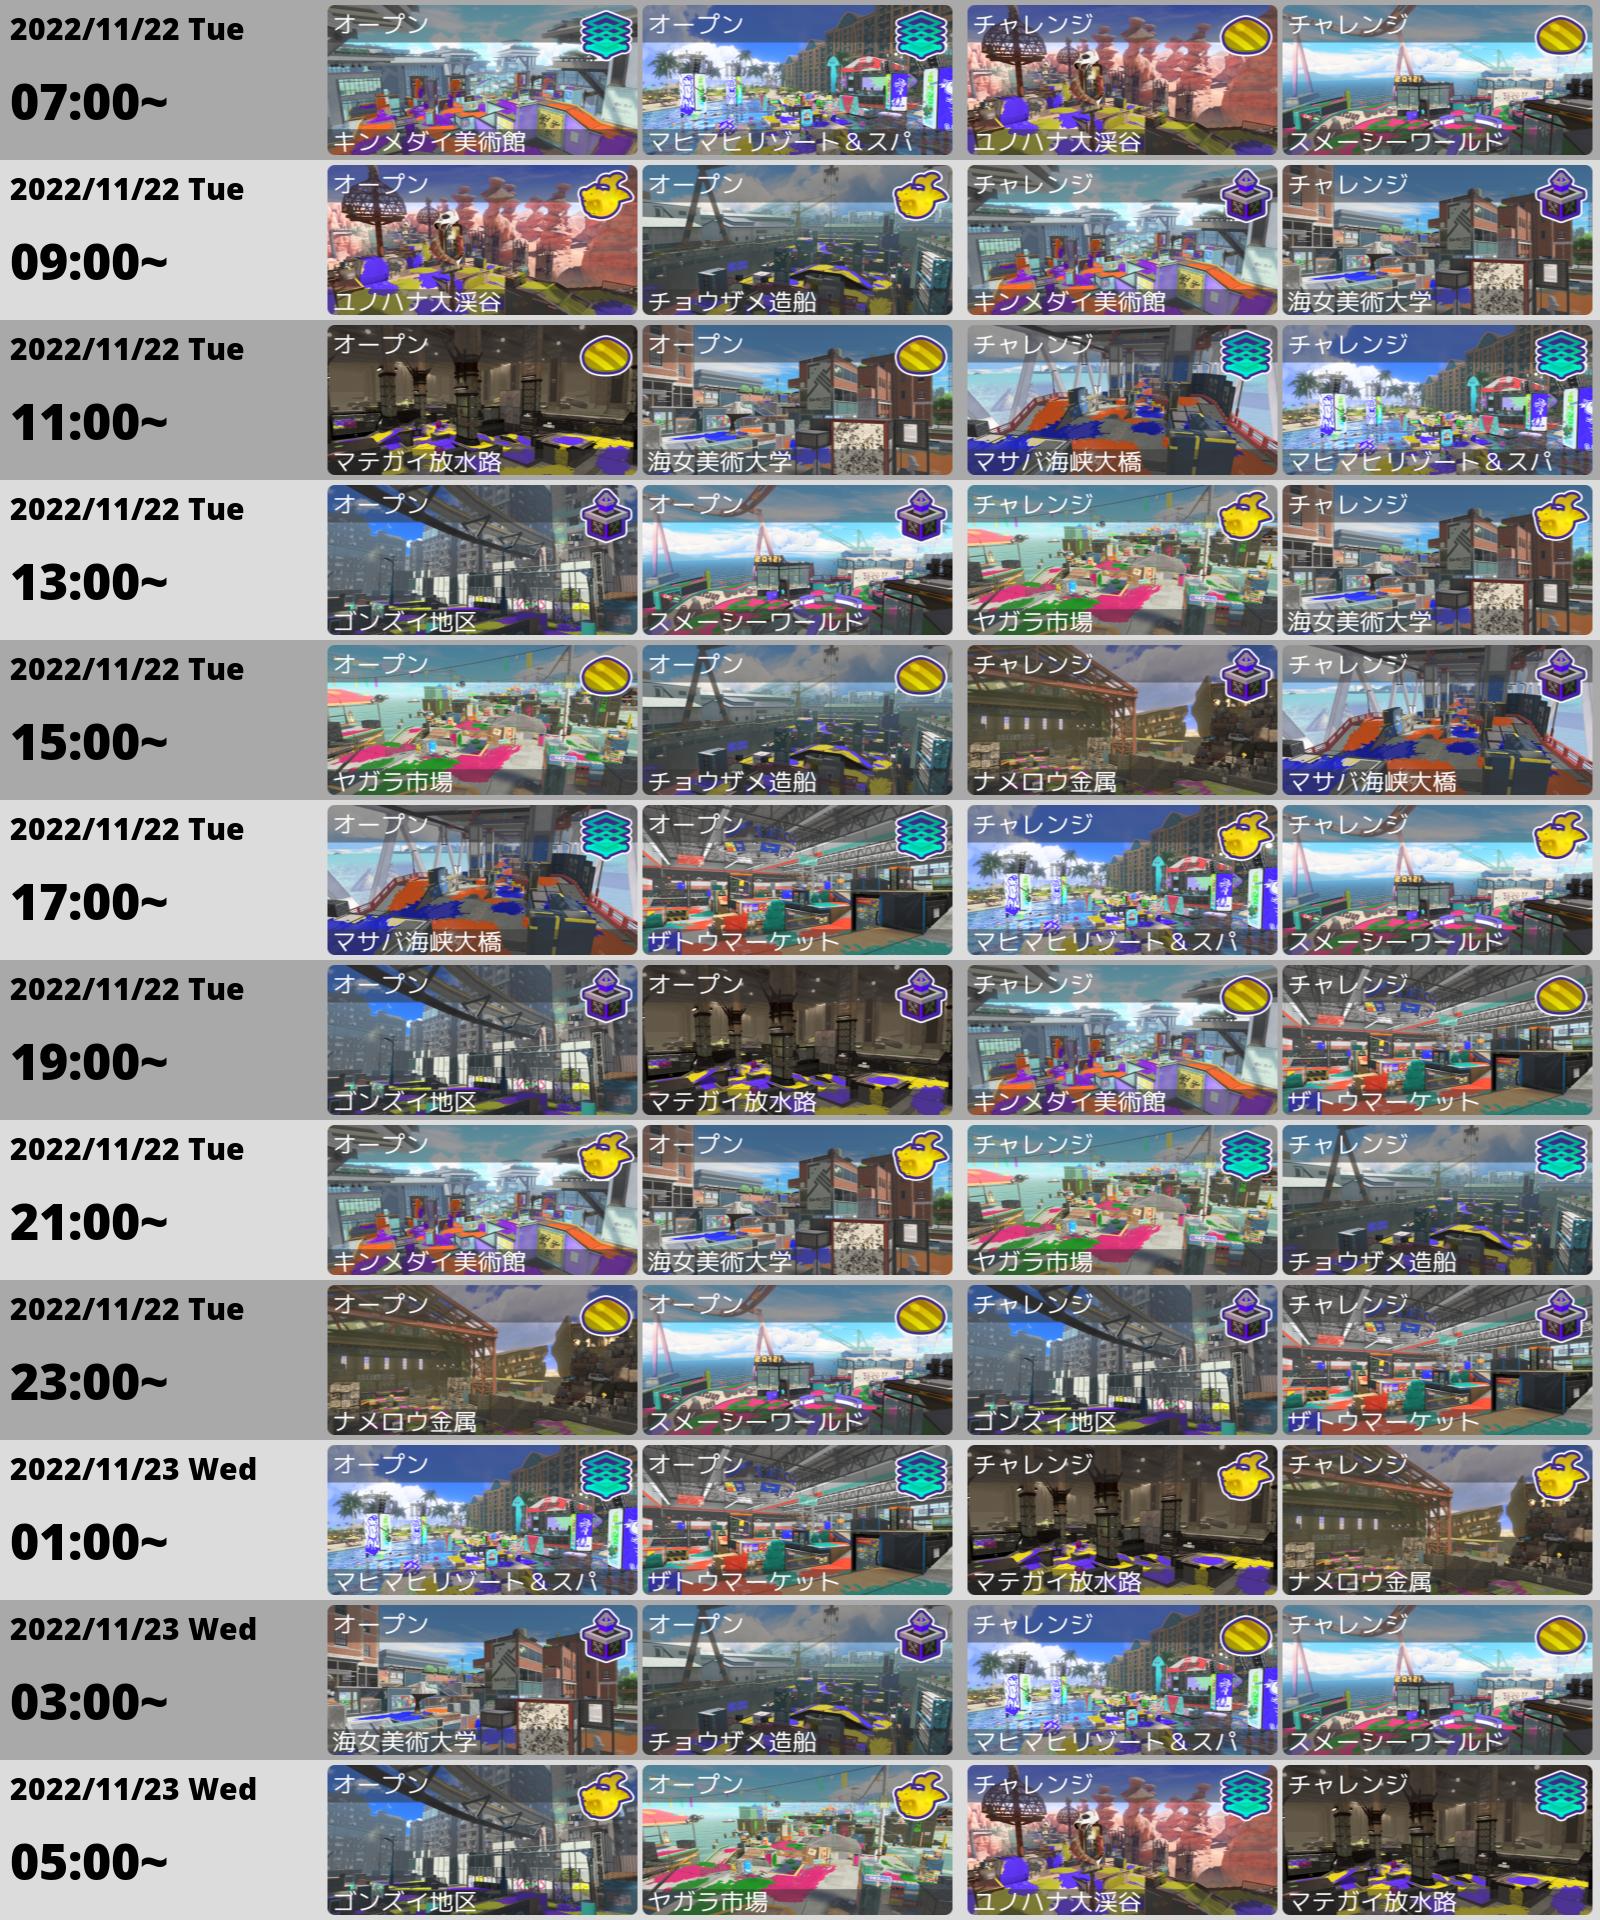 2022/11/22 Tue
07:00~
オープン
キンメダイ美術館
オープン
マヒマヒリゾート&スパ
チャレンジ
ユノハナ大渓谷
チャレンジ
スメーシーワールド
2022/11/22 Tue
09:00~
オープン
ユノハナ大渓谷
オープン
チョウザメ造船
チャレンジ
キンメダイ美術館
チャレンジ
海女美術大学
2022/11/22 Tue
11:00~
オープン
マテガイ放水路
オープン
海女美術大学
チャレンジ
マサバ海峡大橋
チャレンジ
マヒマヒリゾート&スパ
2022/11/22 Tue
13:00~
オープン
ゴンズイ地区
オープン
スメーシーワールド
チャレンジ
ヤガラ市場
チャレンジ
海女美術大学
2022/11/22 Tue
15:00~
オープン
ヤガラ市場
オープン
チョウザメ造船
チャレンジ
ナメロウ金属
チャレンジ
マサバ海峡大橋
2022/11/22 Tue
17:00~
オープン
マサバ海峡大橋
オープン
ザトウマーケット
チャレンジ
マヒマヒリゾート&スパ
チャレンジ
スメーシーワールド
2022/11/22 Tue
19:00~
オープン
ゴンズイ地区
オープン
マテガイ放水路
チャレンジ
キンメダイ美術館
チャレンジ
ザトウマーケット
2022/11/22 Tue
21:00~
オープン
キンメダイ美術館
オープン
海女美術大学
チャレンジ
ヤガラ市場
チャレンジ
チョウザメ造船
2022/11/22 Tue
23:00~
オープン
ナメロウ金属
オープン
スメーシーワールド
チャレンジ
ゴンズイ地区
チャレンジ
ザトウマーケット
2022/11/23 Wed
01:00~
オープン
マヒマヒリゾート&スパ
オープン
ザトウマーケット
チャレンジ
マテガイ放水路
チャレンジ
ナメロウ金属
2022/11/23 Wed
03:00~
オープン
海女美術大学
オープン
チョウザメ造船
チャレンジ
マヒマヒリゾート&スパ
チャレンジ
スメーシーワールド
2022/11/23 Wed
05:00~
オープン
ゴンズイ地区
オープン
ヤガラ市場
チャレンジ
ユノハナ大渓谷
チャレンジ
マテガイ放水路